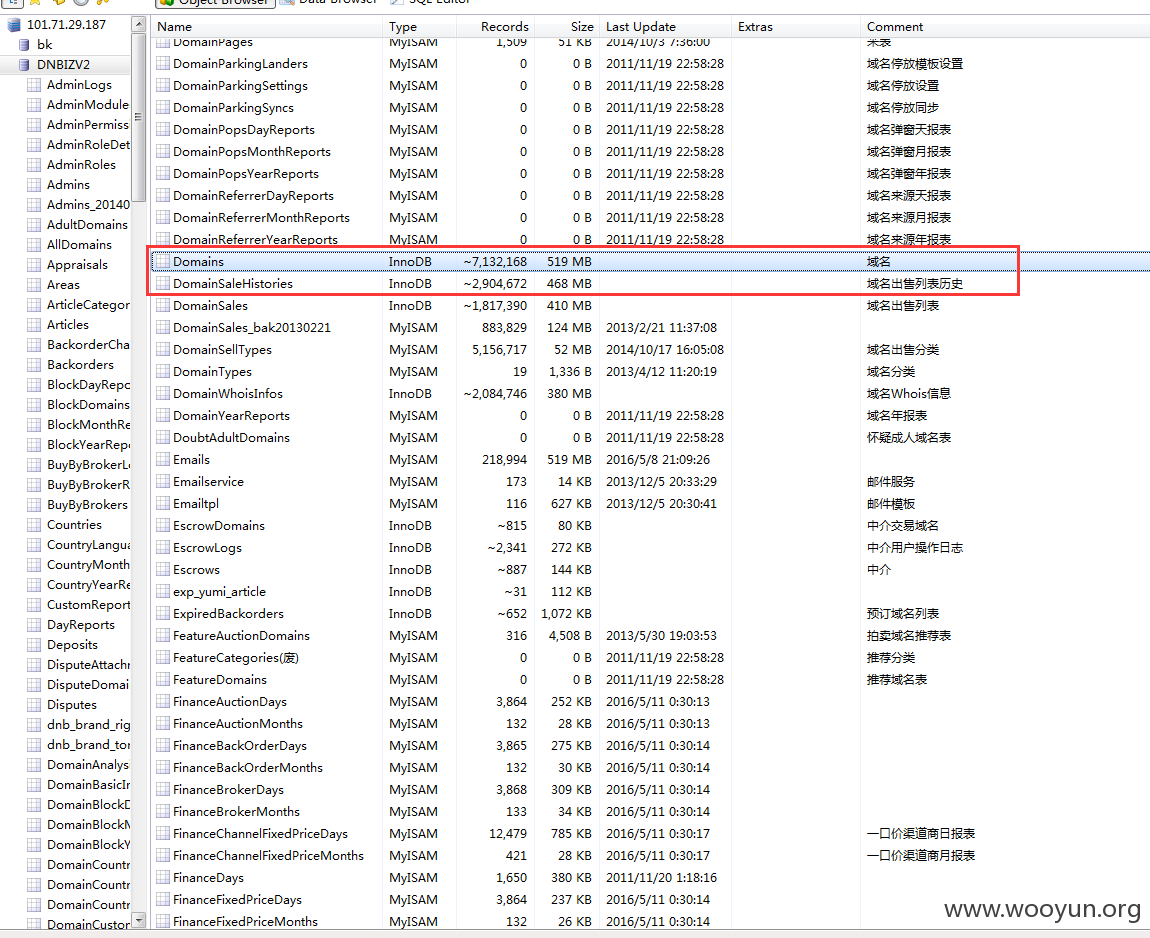 Object Browser Data Browser SQL Editor
101.71.29.187
bk
DNBIZV2
AdminLogs
AdminModule
AdminPermiss
AdminRoleDet
AdminRoles
Admins
Admins_20140
AdultDomains
AllDomains
Appraisals
Areas
ArticleCategor
Articles
BackorderCha
Backorders
BlockDayRepo
BlockDomains
BlockMonthRe
BlockYearRepo
BuyByBrokerLo
BuyByBrokerR
BuyByBrokers
Countries
CountryLangua
CountryMonth
CountryYearRe
CustomReport
DayReports
Deposits
DisputeAttachr
DisputeDomai
Disputes
dnb_brand_rig
dnb_brand_tor
DomainAnalys
DomainBasicIr
DomainBlockD
DomainBlockM
DomainBlockY
DomainCountr
DomainCountr
DomainCountr
DomainCustor
Name Type Records Size Last Update Extras Comment
DomainPages MyISAM 1,509 51 KB 2014/10/3 7:36:00 米表
DomainParkingLanders MyISAM 0 0 B 2011/11/19 22:58:28 域名停放模板设置
DomainParkingSettings MyISAM 0 0 B 2011/11/19 22:58:28 域名停放设置
DomainParkingSyncs MyISAM 0 0 B 2011/11/19 22:58:28 域名停放同步
DomainPopsDayReports MyISAM 0 0 B 2011/11/19 22:58:28 域名弹窗天报表
DomainPopsMonthReports MyISAM 0 0 B 2011/11/19 22:58:28 域名弹窗月报表
DomainPopsYearReports MyISAM 0 0 B 2011/11/19 22:58:28 域名弹窗年报表
DomainReferrerDayReports MyISAM 0 0 B 2011/11/19 22:58:28 域名来源天报表
DomainReferrerMonthReports MyISAM 0 0 B 2011/11/19 22:58:28 域名来源月报表
DomainReferrerYearReports MyISAM 0 0 B 2011/11/19 22:58:28 域名来源年报表
Domains InnoDB ~7,132,168 519 MB 域名
DomainSaleHistories InnoDB ~2,904,672 468 MB 域名出售列表历史
DomainSales InnoDB ~1,817,390 410 MB 域名出售列表
DomainSales_bak20130221 MyISAM 883,829 124 MB 2013/2/21 11:37:08
DomainSellTypes MyISAM 5,156,717 52 MB 2014/10/17 16:05:08 域名出售分类
DomainTypes MyISAM 19 1,336 B 2013/4/12 11:20:19 域名分类
DomainWhoisInfos InnoDB ~2,084,746 380 MB 域名Whois信息
DomainYearReports MyISAM 0 0 B 2011/11/19 22:58:28 域名年报表
DoubtAdultDomains MyISAM 0 0 B 2011/11/19 22:58:28 怀疑成人域名表
Emails MyISAM 218,994 519 MB 2016/5/8 21:09:26
Emailservice MyISAM 173 14 KB 2013/12/5 20:33:29 邮件服务
Emailtpl MyISAM 116 627 KB 2013/12/5 20:30:41 邮件模板
EscrowDomains InnoDB ~815 80 KB 中介交易域名
EscrowLogs InnoDB ~2,341 272 KB 中介用户操作日志
Escrows InnoDB ~887 144 KB 中介
exp_yumi_article InnoDB ~31 112 KB
ExpiredBackorders InnoDB ~652 1,072 KB 预订域名列表
FeatureAuctionDomains MyISAM 316 4,508 B 2013/5/30 19:03:53 拍卖域名推荐表
FeatureCategories(废) MyISAM 0 0 B 2011/11/19 22:58:28 推荐分类
FeatureDomains MyISAM 0 0 B 2011/11/19 22:58:28 推荐域名表
FinanceAuctionDays MyISAM 3,864 252 KB 2016/5/11 0:30:13
FinanceAuctionMonths MyISAM 132 28 KB 2016/5/11 0:30:13
FinanceBackOrderDays MyISAM 3,865 275 KB 2016/5/11 0:30:14
FinanceBackOrderMonths MyISAM 132 30 KB 2016/5/11 0:30:14
FinanceBrokerDays MyISAM 3,868 309 KB 2016/5/11 0:30:14
FinanceBrokerMonths MyISAM 133 34 KB 2016/5/11 0:30:14
FinanceChannelFixedPriceDays MyISAM 12,479 785 KB 2016/5/11 0:30:17 一口价渠道商日报表
FinanceChannelFixedPriceMonths MyISAM 421 28 KB 2016/5/11 0:30:17 一口价渠道商月报表
FinanceDays MyISAM 1,650 380 KB 2011/11/20 1:18:16
FinanceFixedPriceDays MyISAM 3,864 237 KB 2016/5/11 0:30:14
FinanceFixedPriceMonths MyISAM 132 26 KB 2016/5/11 0:30:14
www.wooyun.org